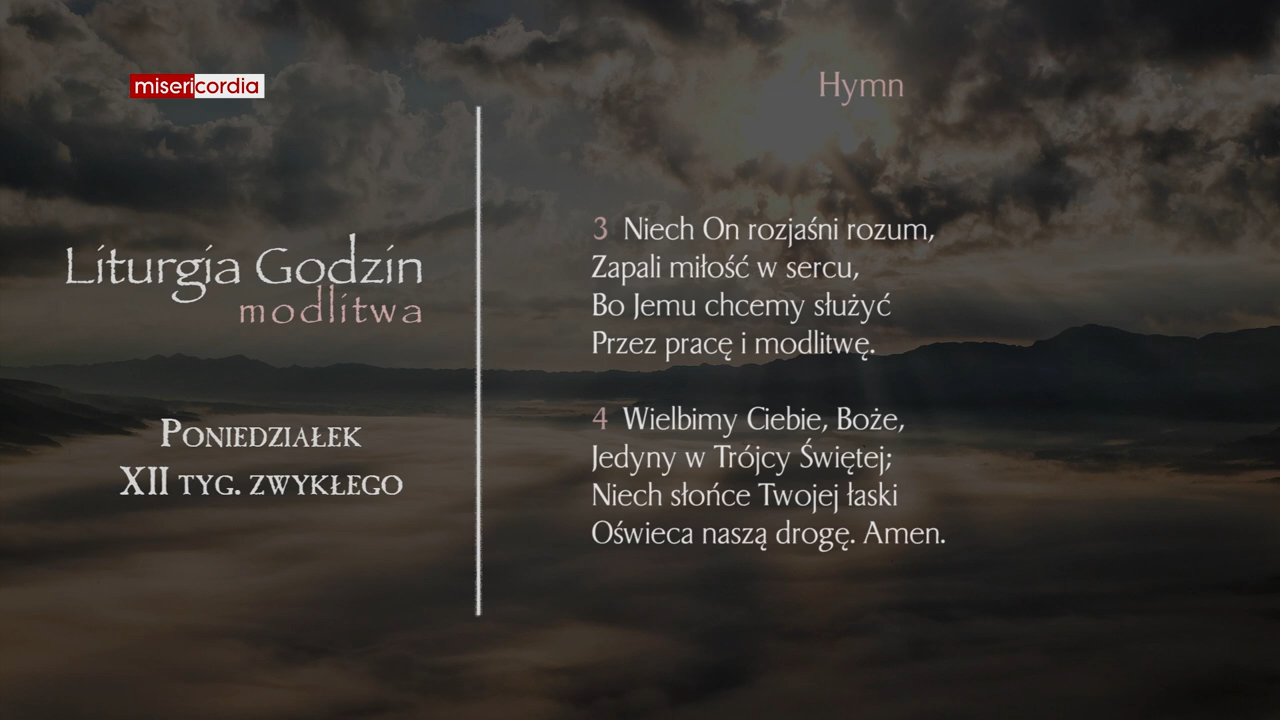 misericordia
Liturgia Godzin
modlitwa
Poniedziałek
XII tyg. zwykłego
Hymn
3 Niech On rozjaśni rozum,
Zapali miłość w sercu,
Bo Jemu chcemy służyć
Przez pracę i modlitwę.
4 Wielbimy Ciebie, Boże,
Jedyny w Trójcy Świętej;
Niech słońce Twojej łaski
Oświeca naszą drogę. Amen.